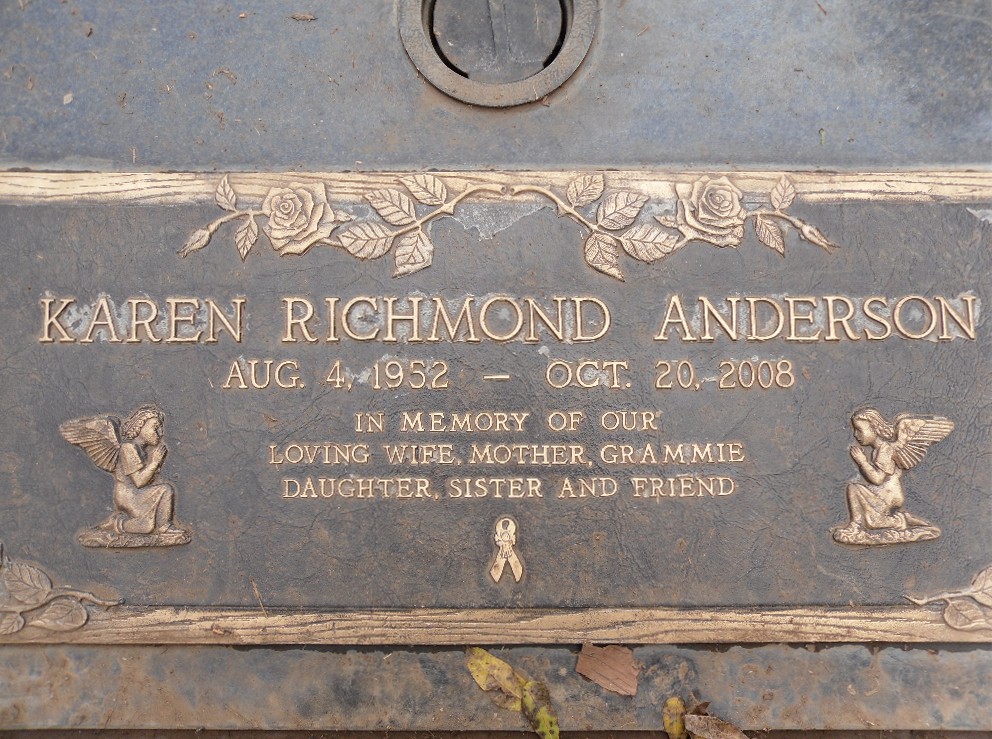 KAREN RICHMOND ANDERSON
AUG. 4, 1952 — OCT. 20, 2008
IN MEMORY OF OUR
LOVING WIFE, MOTHER, GRAMMIE
DAUGHTER, SISTER AND FRIEND